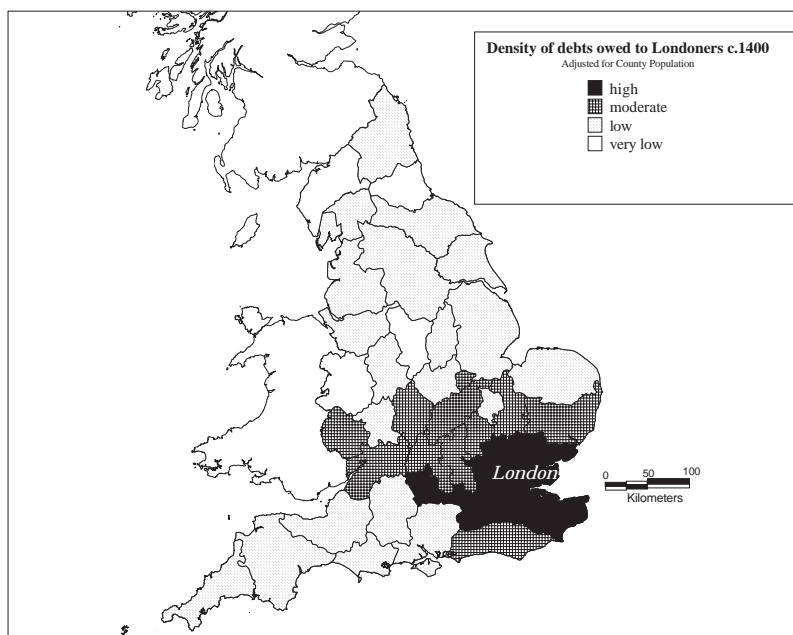 Density of debts owed to Londoners c.1400
Adjusted for County Population
high
moderate
low
very low
London
0 50 100
Kilometers